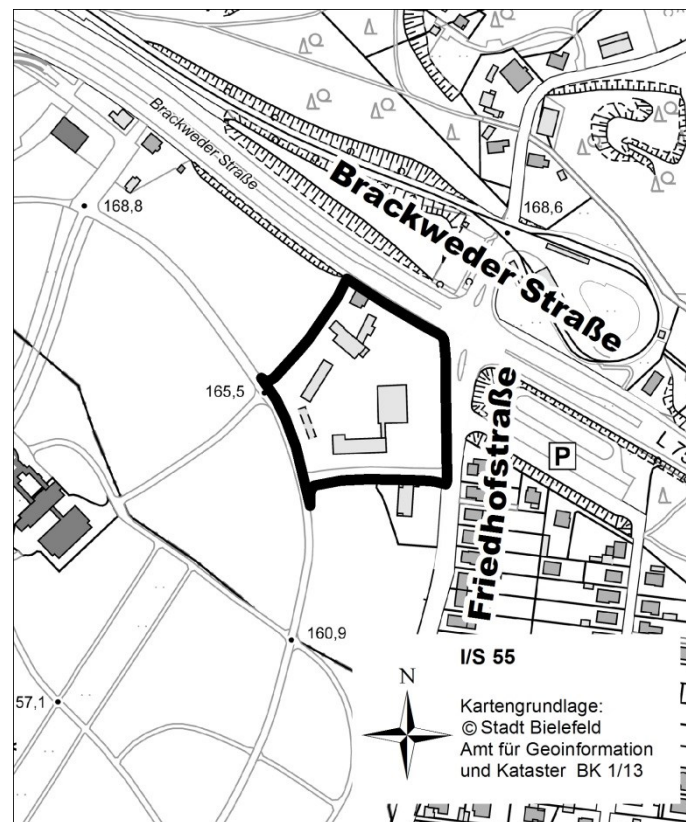 Brackweder-Straße
Brackweder Straße
168,8
168,6
165,5
Friedhofstraße
P
L 7
160,9
57,1
I/S 55
N
Kartengrundlage:
© Stadt Bielefeld
Amt für Geoinformation
und Kataster BK 1/13